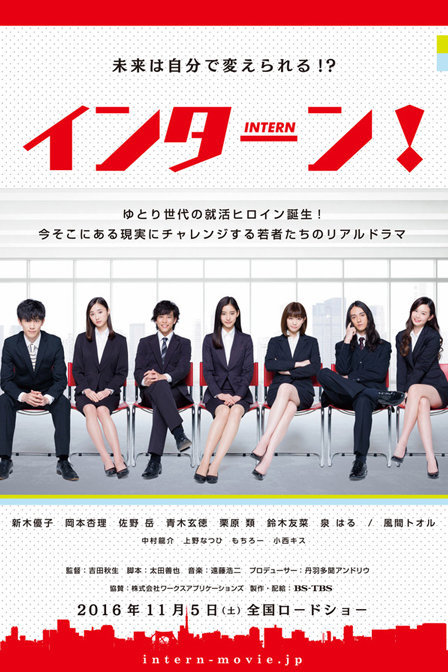 未来は自分で変えられる!?
インターン!
INTERN
ゆとり世代の就活ヒロイン誕生!
今そこにある現実にチャレンジする若者たちのリアルドラマ
新木優子 岡本杏理 佐野 岳 青木玄徳 栗原 類 鈴木友菜 泉 はる / 風間トオル
中村龍介 上野なつひ もちろー 小西キス
監督:吉田秋生 脚本:太田善也 音楽:遠藤浩二 プロデューサー:丹羽多聞アンドリウ
協賛:株式会社ワークスアプリケーションズ 製作・配給:BS-TBS
2016年11月5日(土)全国ロードショー
intern-movie.jp